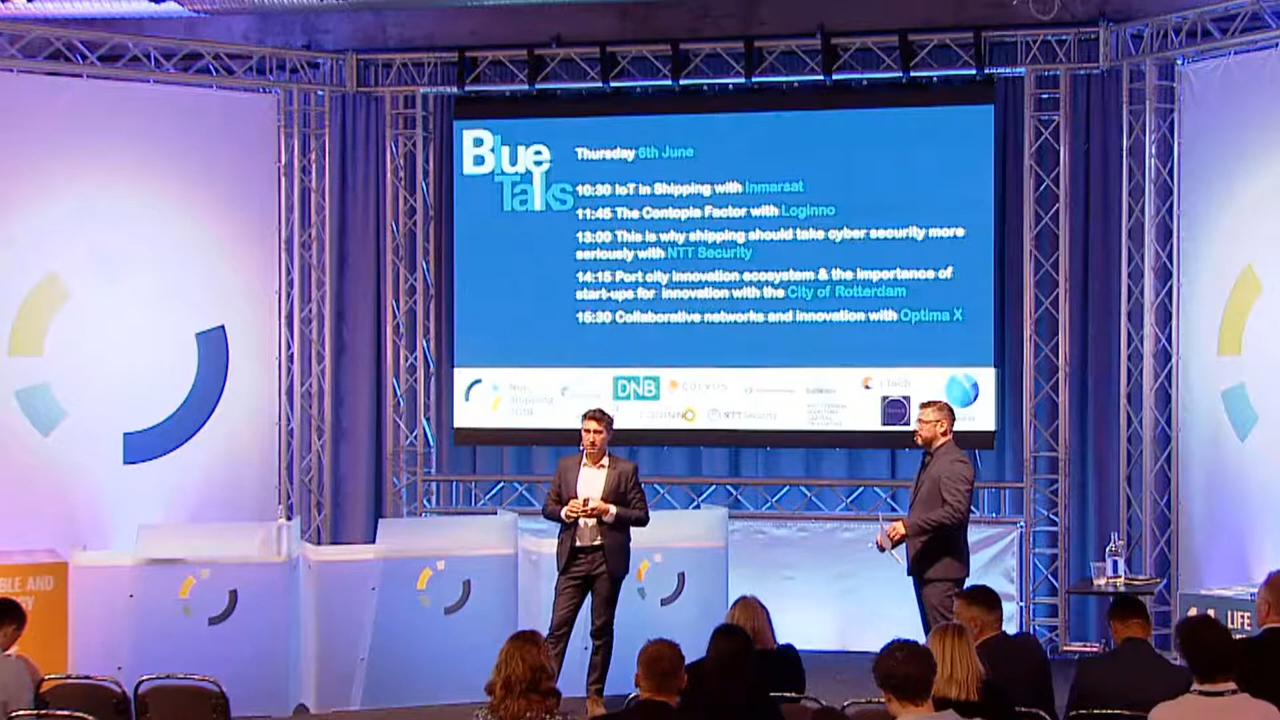 Blue
Talks
Thursday 6th June
10:30 IoT in Shipping with Inmarsat
11:45 The Contopia Factor with Loginno
13:00 This is why shipping should take cyber security more
seriously with NTT Security
14:15 Port city innovation ecosystem & the importance of
start-ups for innovation with the City of Rotterdam
15:30 Collaborative networks and innovation with Optima X
DNB
LOGINNO
NTT Security
BLE AND
LIFE